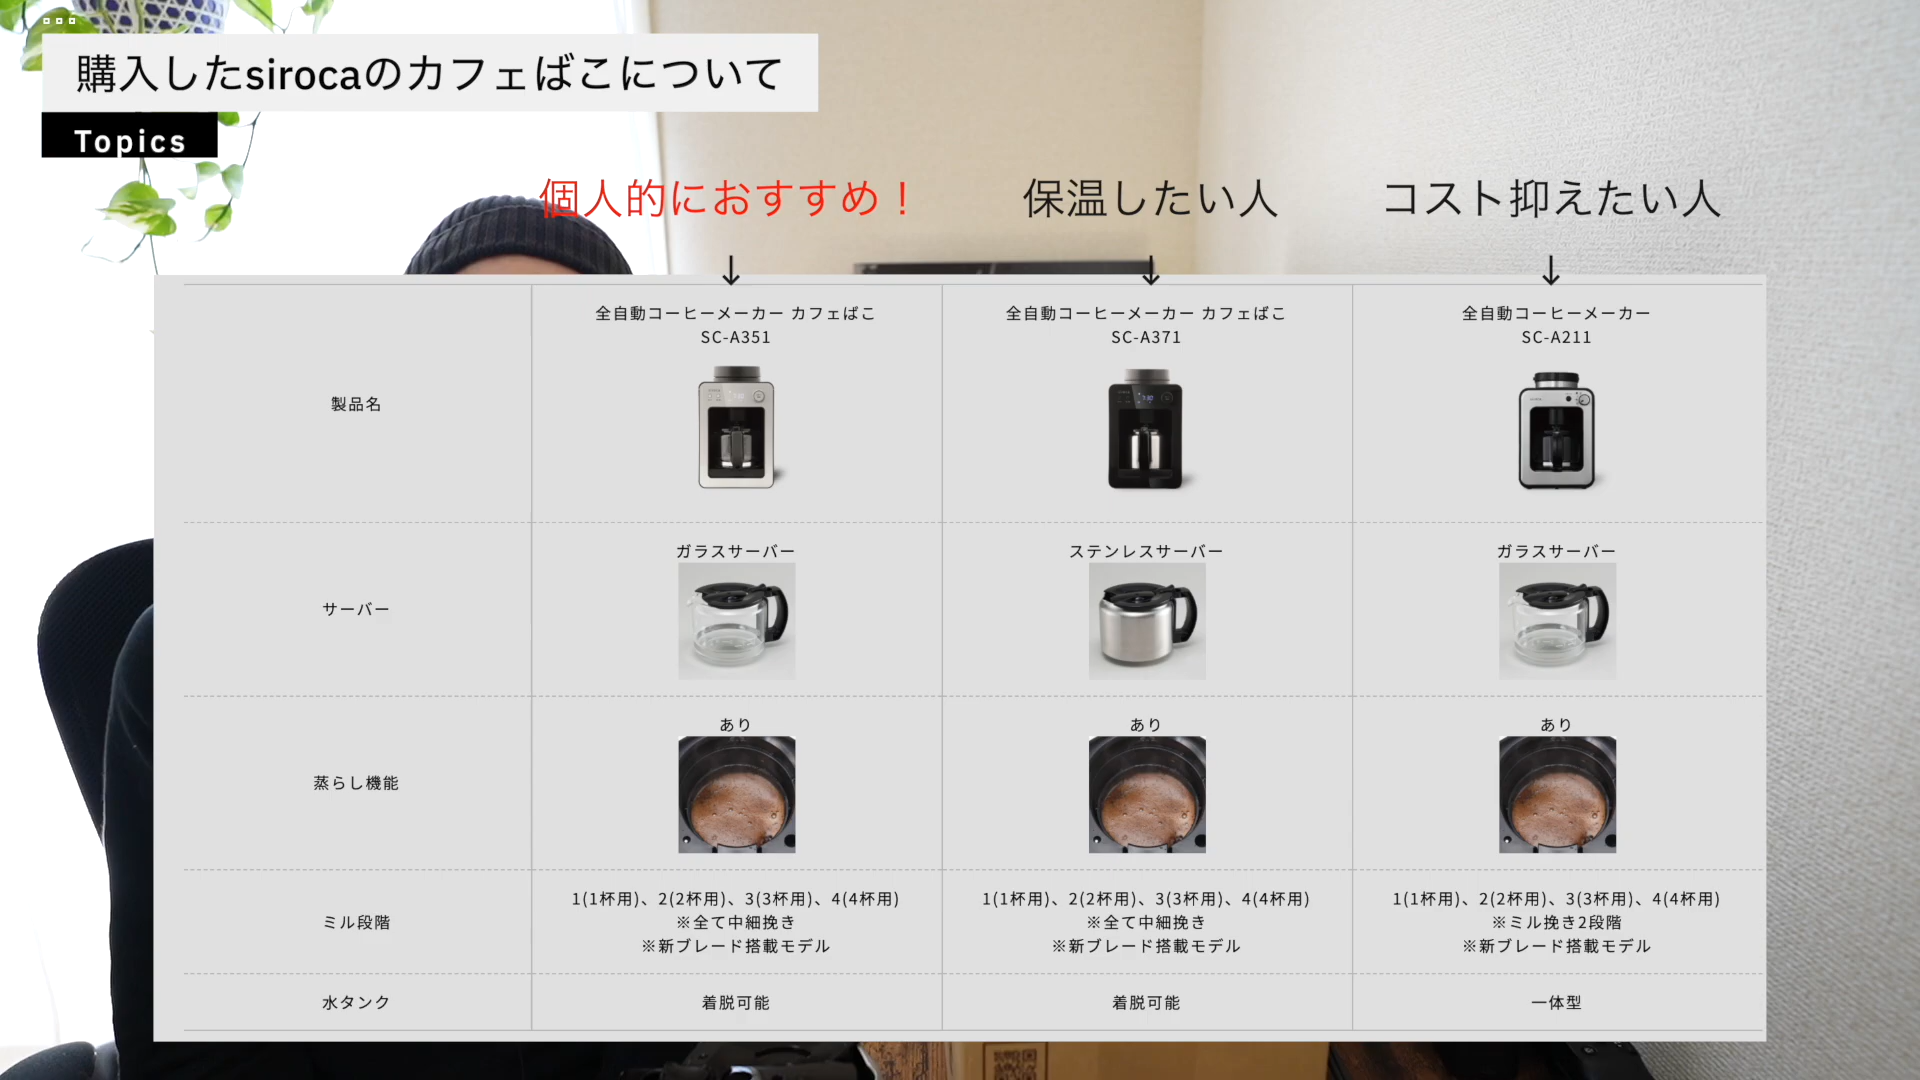 購入したsirocaのカフェばこについて
Topics
個人的におすすめ！
保温したい人
コスト抑えたい人
製品名
全自動コーヒーメーカー カフェばこ
SC-A351
全自動コーヒーメーカー カフェばこ
SC-A371
全自動コーヒーメーカー
SC-A211
サーバー
ガラスサーバー
ステンレスサーバー
ガラスサーバー
蒸らし機能
あり
あり
あり
ミル段階
1(1杯用)、2(2杯用)、3(3杯用)、4(4杯用)
※全て中細挽き
※新ブレード搭載モデル
1(1杯用)、2(2杯用)、3(3杯用)、4(4杯用)
※全て中細挽き
※新ブレード搭載モデル
1(1杯用)、2(2杯用)、3(3杯用)、4(4杯用)
※ミル挽き2段階
※新ブレード搭載モデル
水タンク
着脱可能
着脱可能
一体型